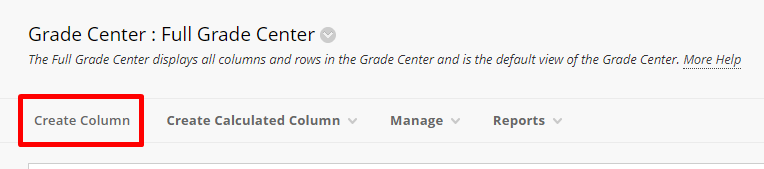 Grade Center : Full Grade Center
The Full Grade Center displays all columns and rows in the Grade Center and is the default view of the Grade Center. More Help
Create Column Create Calculated Column Manage Reports